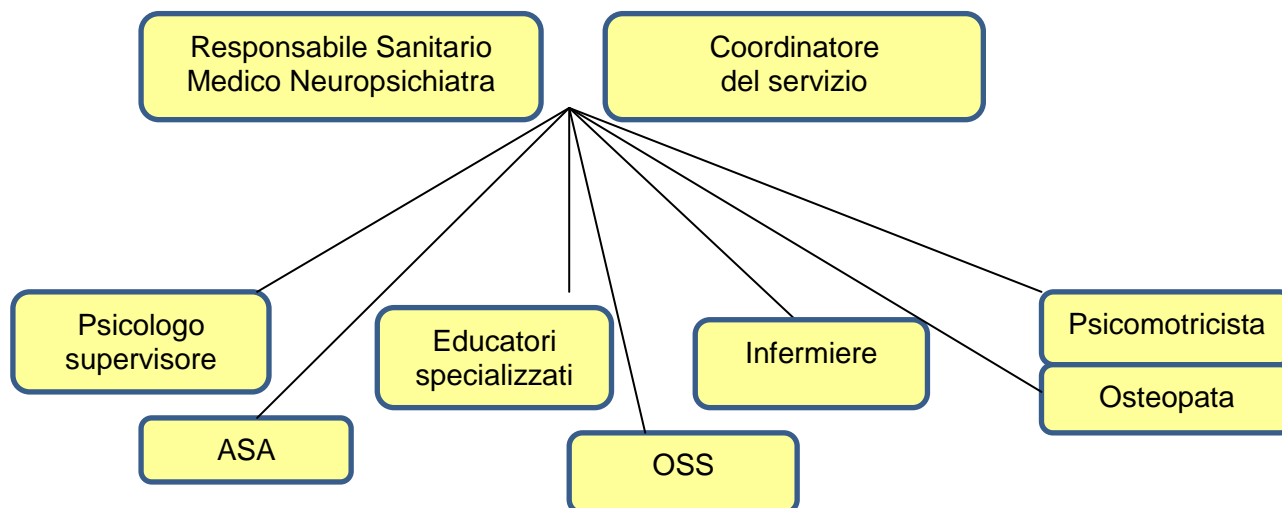 Responsabile Sanitario
Medico Neuropsichiatra
Coordinatore
del servizio
Psicologo
supervisore
Educatori
specializzati
Infermiere
Psicomotricista
Osteopata
ASA
OSS